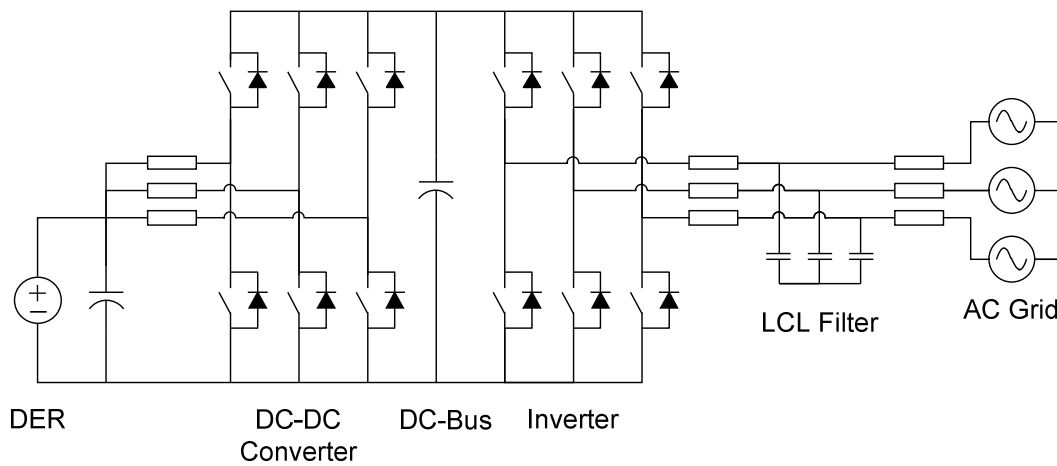 LCL Filter
AC Grid
DER
DC-DC
Converter
DC-Bus
Inverter